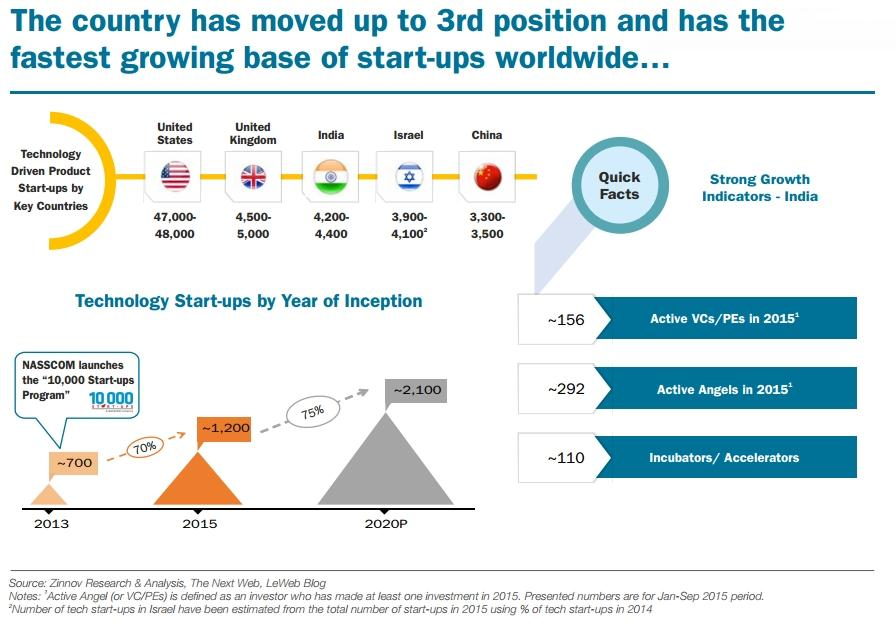 The country has moved up to 3rd position and has the
fastest growing base of start-ups worldwide...
Technology
Driven Product
Start-ups by
Key Countries
United
States
47,000-
48,000
United
Kingdom
4,500-
5,000
India
4,200-
4,400
Israel
3,900-
4,100²
China
3,300-
3,500
Quick
Facts
Strong Growth
Indicators - India
Technology Start-ups by Year of Inception
NASSCOM launches
the “10,000 Start-ups
Program”
10 000
START-UPS
~700
70%
~1,200
75%
~2,100
2013
2015
2020P
~156
Active VCs/PEs in 2015¹
~292
Active Angels in 2015¹
~110
Incubators/ Accelerators
Source: Zinnov Research & Analysis, The Next Web, LeWeb Blog
Notes: ¹Active Angel (or VC/PEs) is defined as an investor who has made at least one investment in 2015. Presented numbers are for Jan-Sep 2015 period.
²Number of tech start-ups in Israel have been estimated from the total number of start-ups in 2015 using % of tech start-ups in 2014